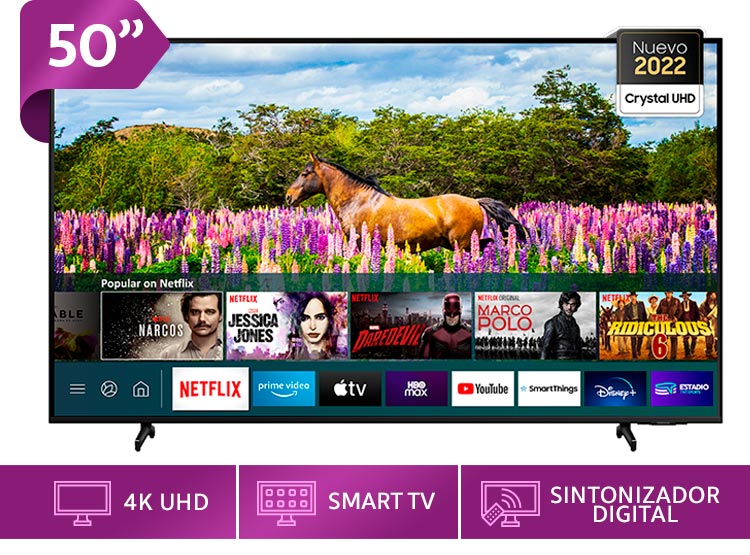 50”
Nuevo
2022
Crystal UHD
Popular on Netflix
ABLE
NARCOS
NETFLIX
JESSICA
JONES
NETFLIX
DAREDEVIL
NETFLIX ORIGINAL
MARCO
POLO
NETFLIX
THE
RIDICULOUS
6
NETFLIX
prime video
tv
HBO
max
YouTube
SmartThings
Disney+
ESTADIO
4K UHD
SMART TV
SINTONIZADOR
DIGITAL